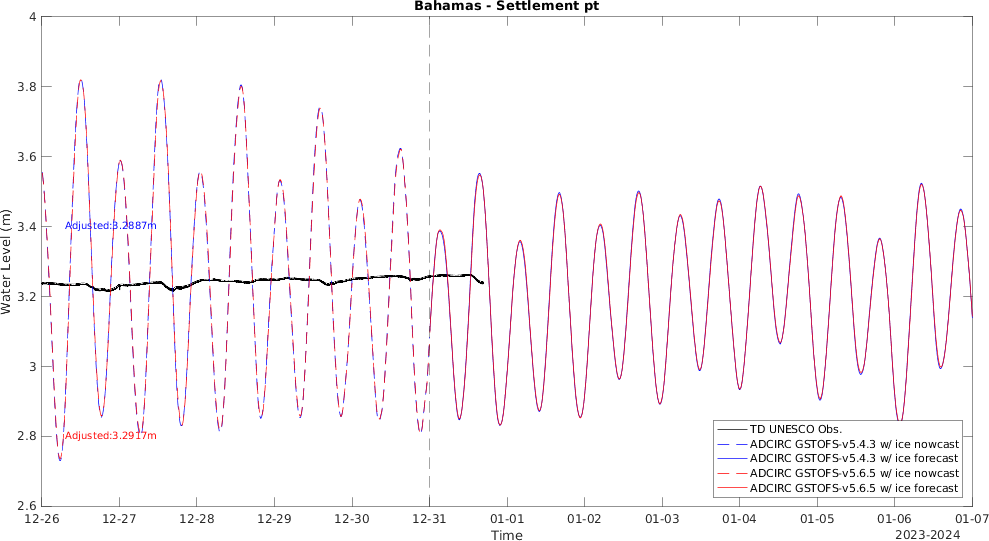 Bahamas - Settlement pt
4
3.8
3.6
3.4
3.2
3
2.8
2.6
Water Level (m)
Adjusted:3.2887m
Adjusted:3.2917m
TD UNESCO Obs.
ADCIRC GSTOFS-v5.4.3 w/ ice nowcast
ADCIRC GSTOFS-v5.4.3 w/ ice forecast
ADCIRC GSTOFS-v5.6.5 w/ ice nowcast
ADCIRC GSTOFS-v5.6.5 w/ ice forecast
12-26 12-27 12-28 12-29 12-30 12-31 01-01 01-02 01-03 01-04 01-05 01-06 01-07
Time
2023-2024